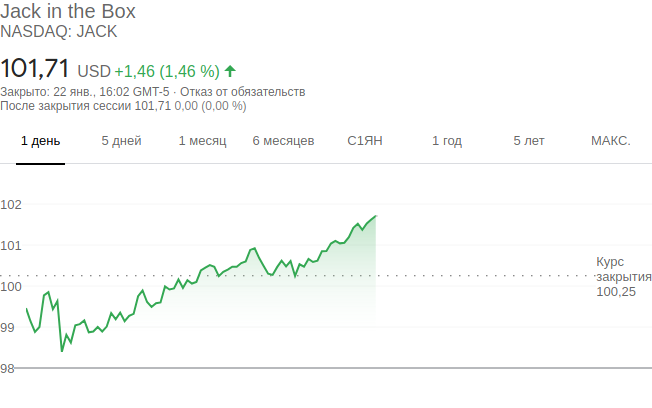 Jack in the Box
NASDAQ: JACK
101,71 USD +1,46 (1,46 %)
Закрыто: 22 янв., 16:02 GMT-5 · Отказ от обязательств
После закрытия сессии 101,71 0,00 (0,00 %)
1 день 5 дней 1 месяц 6 месяцев С1ЯН 1 год 5 лет МАКС.
102
101
Курс
закрытия
100,25
100
99
98